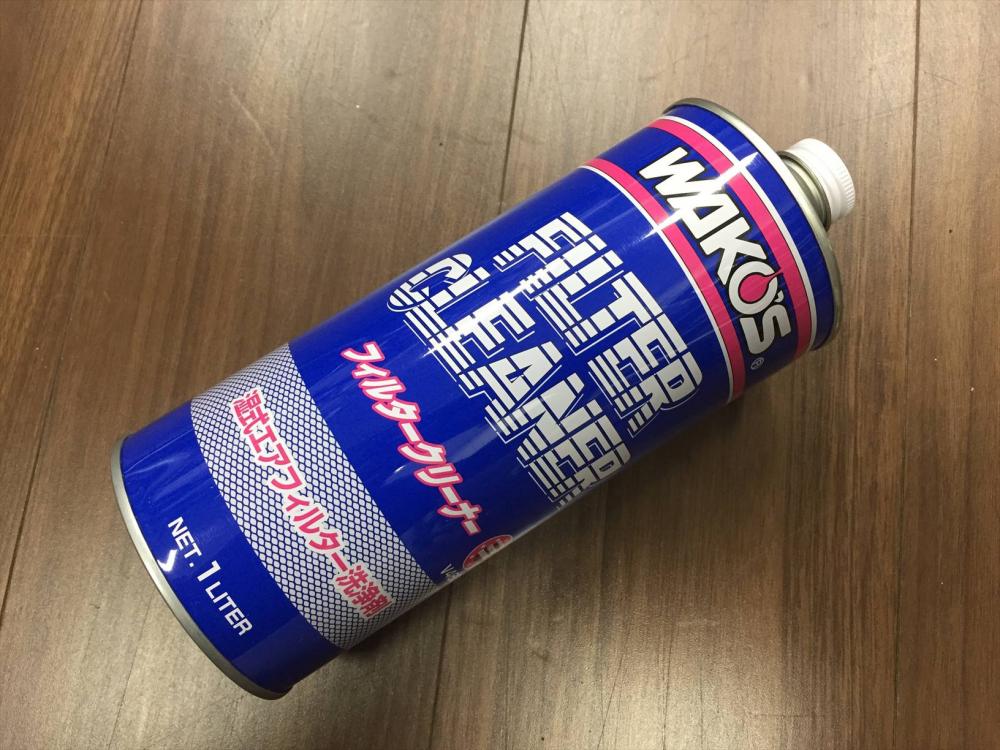 WAKO'S®
FILTER
CLEANER
フィルタークリーナー
湿式エアフィルター洗浄剤
NET. 1 LITER